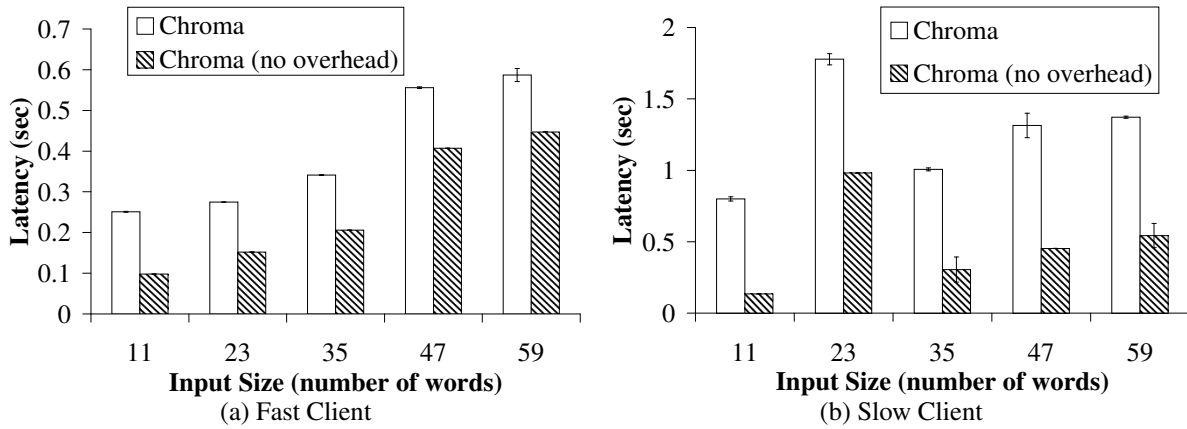 0.7
0.6
0.5
0.4
0.3
0.2
0.1
0
Latency (sec)
Chroma
Chroma (no overhead)
11 23 35 47 59
Input Size (number of words)
(a) Fast Client
2
1.5
1
0.5
0
Latency (sec)
Chroma
Chroma (no overhead)
11 23 35 47 59
Input Size (number of words)
(b) Slow Client